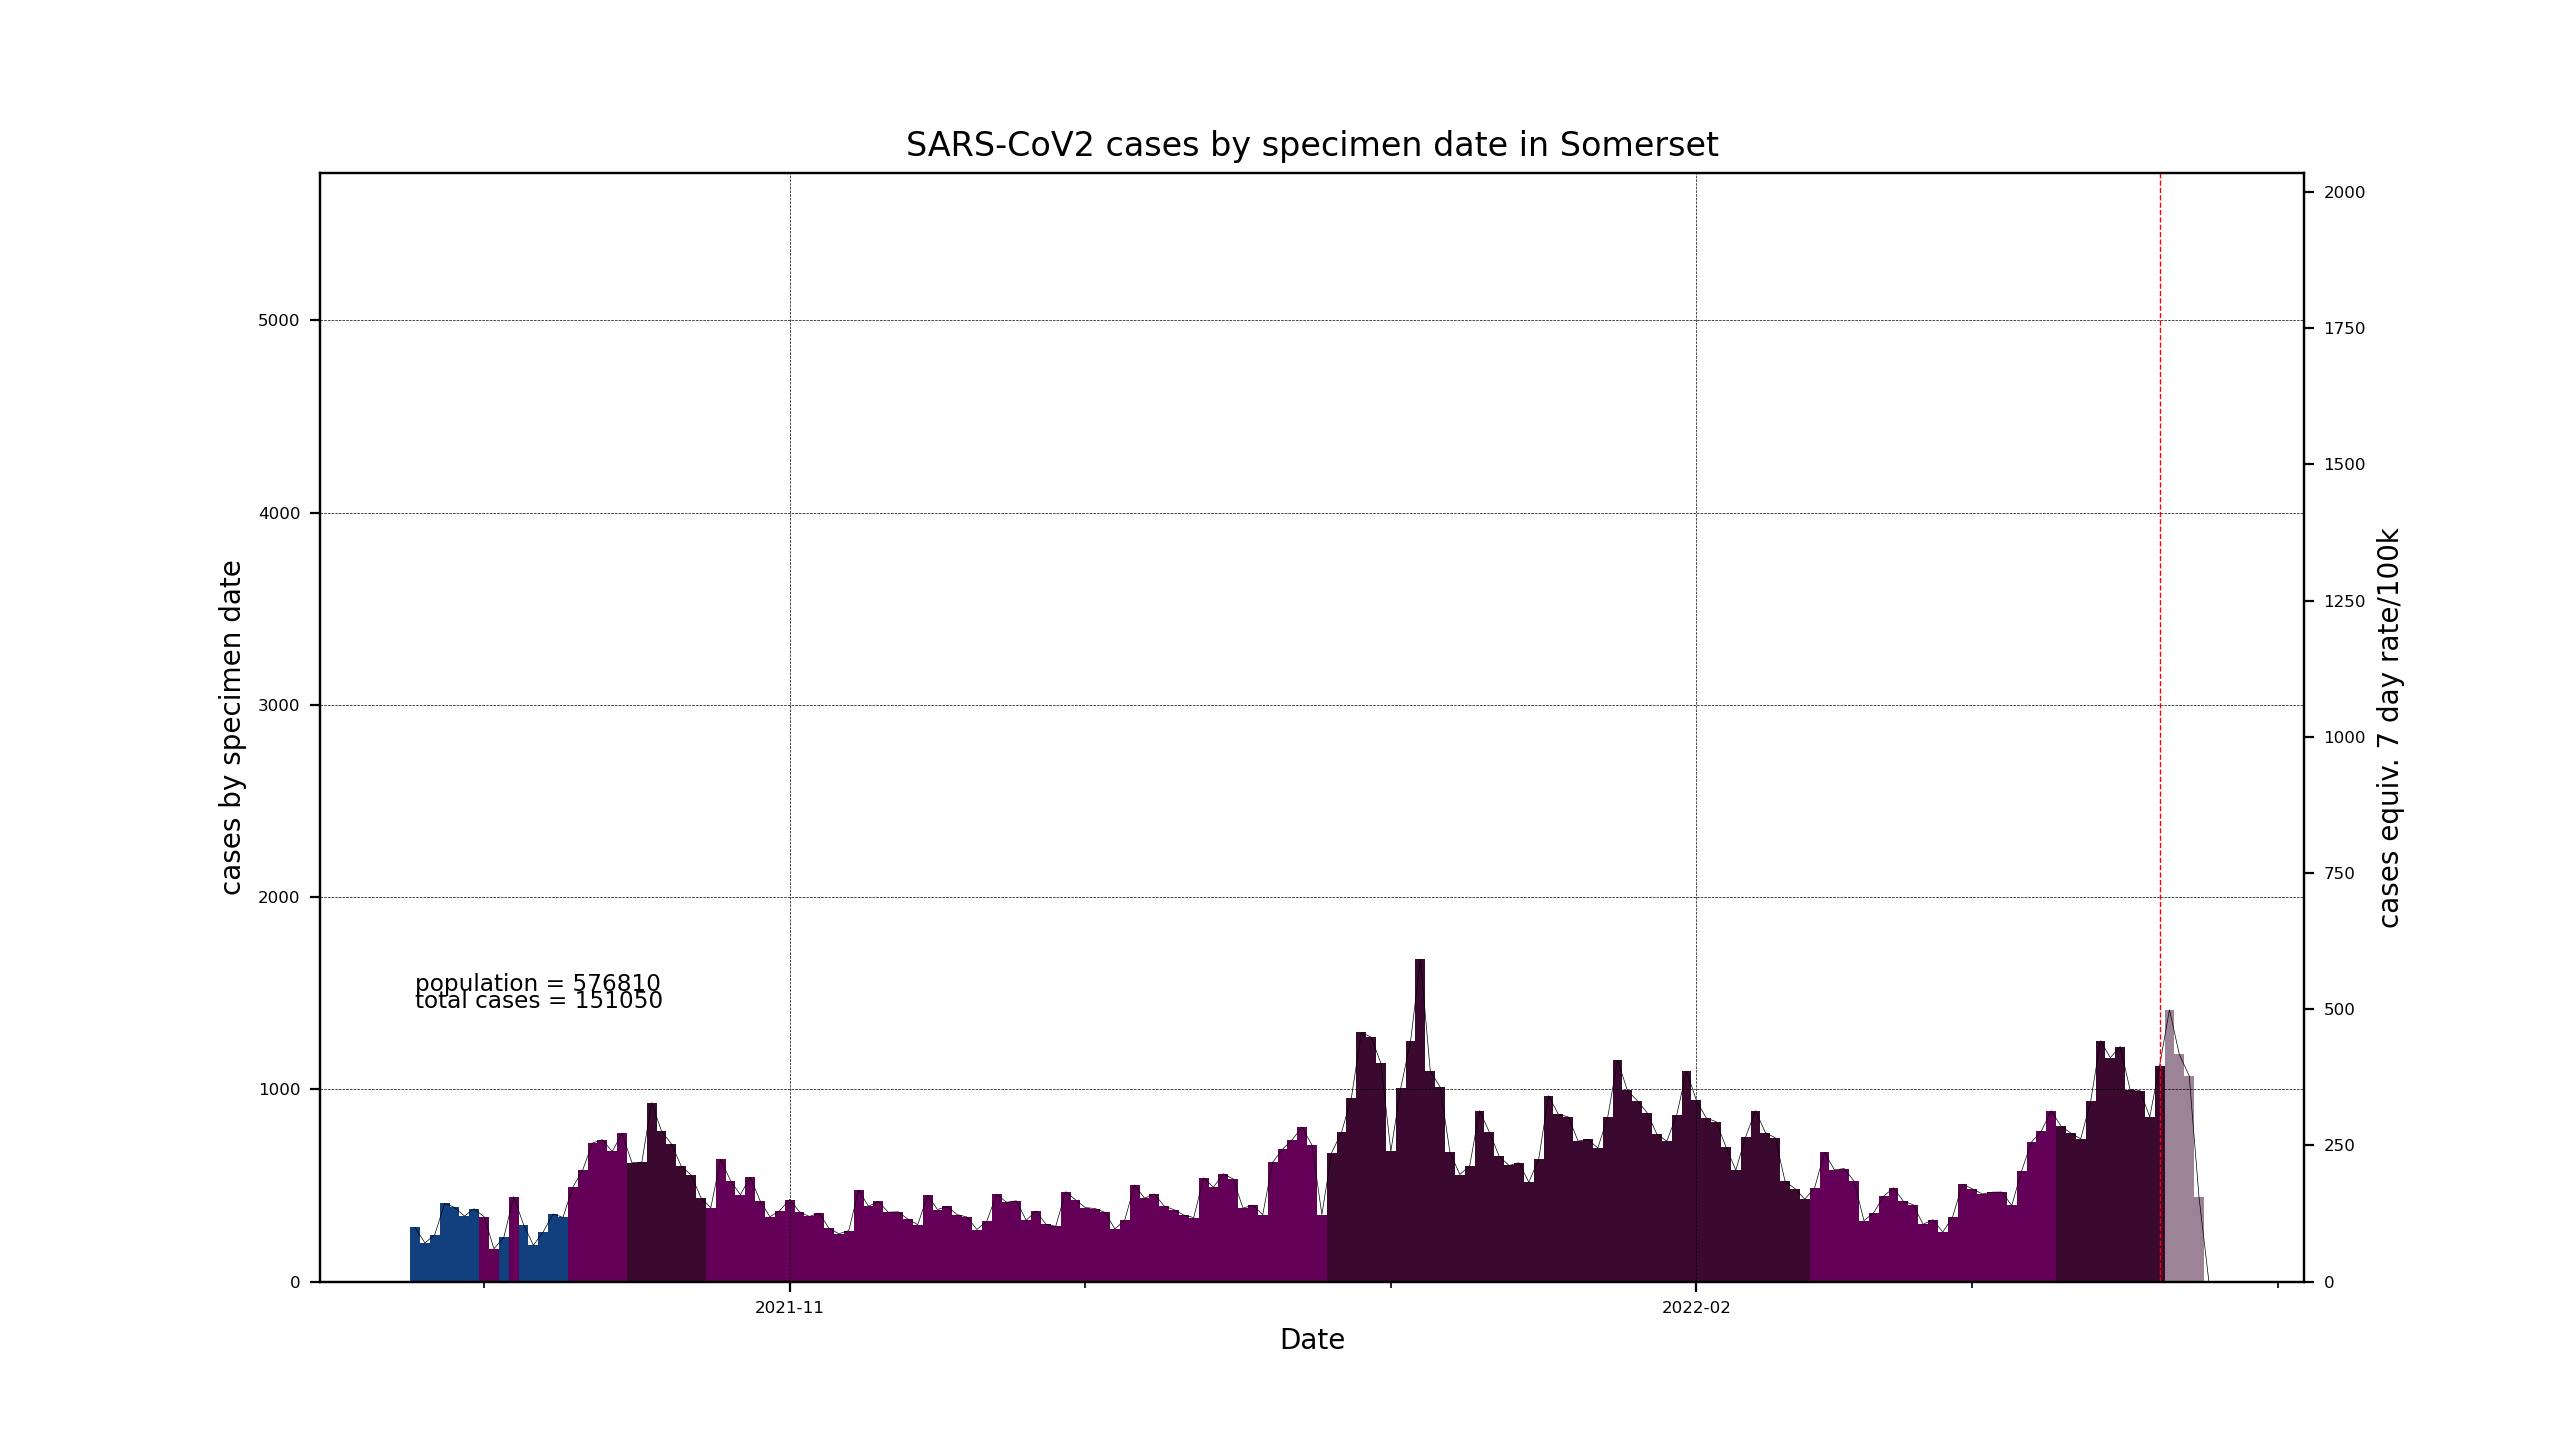 SARS-CoV2 cases by specimen date in Somerset
cases by specimen date
5000
4000
3000
2000
1000
0
population = 576810
total cases = 151050
2021-11
2022-02
Date
2000
1750
1500
1250
1000
750
500
250
0
cases equiv. 7 day rate/100k